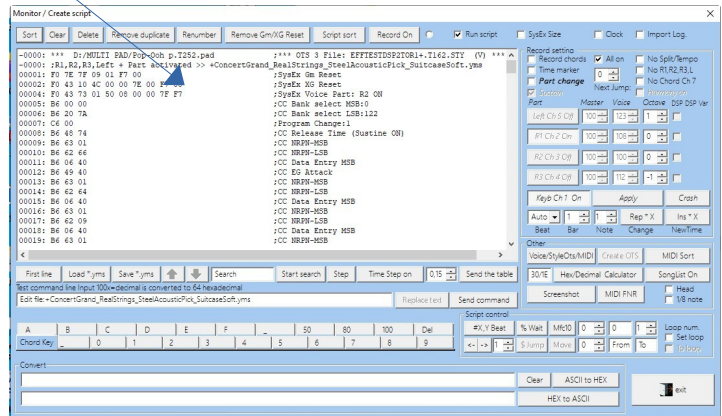 Monitor / Create script
Sort Clear Delete Remove duplicate Renumber Remove Gm/XG Reset Script sort Record On Run script SysEx Size Clock Import Log.
-0000: *** D:/MULTI PAD/Pop-Ooh p.T252.pad ;*** OTS 3 File: EFFTESTDSP2TOR1+.T162.STY (V) *** 
-0000: ;R1,R2,R3,Left + Part activated >> +ConcertGrand_RealStrings_SteelAcousticPick_SuitcaseSoft.yms
00001: F0 7E 7F 09 01 F7 00 ;SysEx Gm Reset
00002: F0 43 10 4C 00 00 7E 00 F7 00 ;SysEx XG Reset
00004: F0 43 73 01 50 08 00 00 7F F7 ;SysEx Voice Part: R2 ON
00005: B6 00 00 ;CC Bank select MSB:0
00006: B6 20 7A ;CC Bank select LSB:122
00007: C6 00 ;Program Change:1
00008: B6 48 74 ;CC Release Time (Sustine ON)
00009: B6 63 01 ;CC NRPN-MSB
00010: B6 62 66 ;CC NRPN-LSB
00011: B6 06 40 ;CC Data Entry MSB
00012: B6 49 40 ;CC EG Attack
00013: B6 63 01 ;CC NRPN-MSB
00014: B6 62 64 ;CC NRPN-LSB
00015: B6 06 40 ;CC Data Entry MSB
00016: B6 63 01 ;CC NRPN-MSB
00017: B6 62 09 ;CC NRPN-LSB
00018: B6 06 40 ;CC Data Entry MSB
00019: B6 63 01 ;CC NRPN-MSB
Record setting
Record chords All on No Split/Tempo
Time marker 0 No R1,R2,R3,L
Part change Next Jump: No Chord Ch 7
Part Master Voice Octave DSP DSP Var
Left Ch 5 Off 100 123 1
R1 Ch 2 On 100 108 0
R2 Ch 3 Off 100 100 0
R3 Ch 4 Off 100 112 -1
Keyb Ch 1 On Apply Crash
Auto 1 1 Rep * X Ins * X
Beat Bar Note Change NewTime
Other
Voice/StyleOts/MIDI Create OTS MIDI Sort
30/1E Hex/Decimal Calculator SongList On
Screenshot MIDI FNR Head
1/8 note
First line Load *.yms Save *.yms Search Start search Step Time Step on 0,15 Send the table
Test command line Input 100x=decimal is converted to 64 hexadecimal
Edit file:+ConcertGrand_RealStrings_SteelAcousticPick_SuitcaseSoft.yms Replace text Send command
A B C D E F _ 50 80 100 Del
Chord Key _ 0 1 2 3 4 5 6 7 8 9
Script control
#X,Y Beat % Wait Mfc10 0 0 1 Loop num.
Set loop
<- -> 1 $ Jump Move 0 From To
Convert
Clear ASCII to HEX
HEX to ASCII
exit